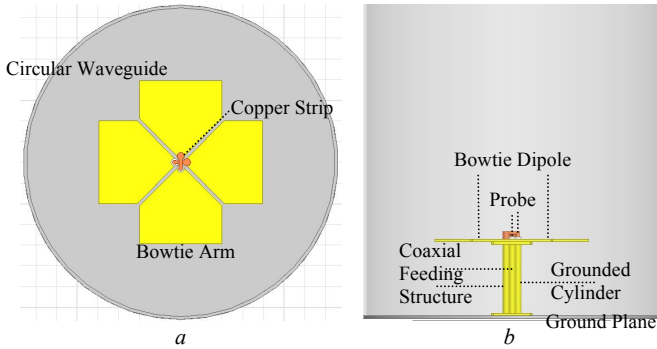 Circular Waveguide
Copper Strip
Bowtie Arm
a
Bowtie Dipole
Probe
Coaxial
Feeding
Structure
Grounded
Cylinder
Ground Plane
b